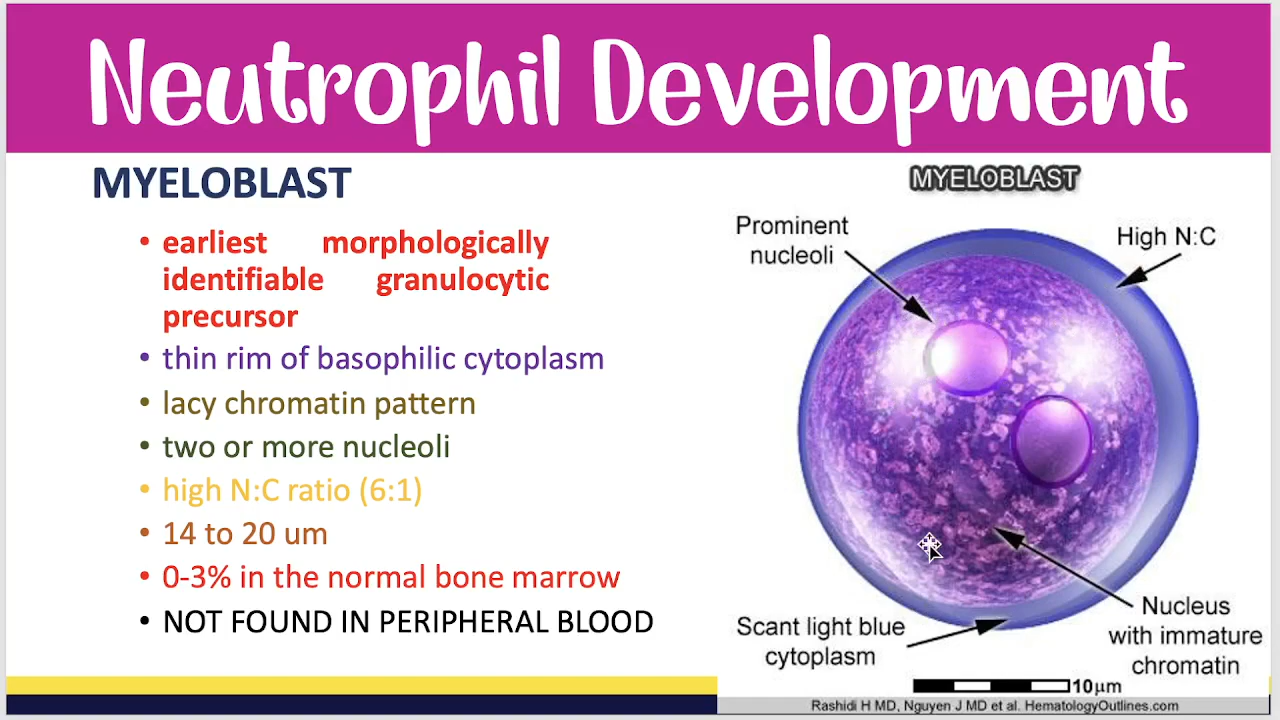 Neutrophil Development
MYELOBLAST
• earliest morphologically
identifiable granulocytic
precursor
• thin rim of basophilic cytoplasm
• lacy chromatin pattern
• two or more nucleoli
• high N:C ratio (6:1)
• 14 to 20 um
• 0-3% in the normal bone marrow
• NOT FOUND IN PERIPHERAL BLOOD
MYELOBLAST
Prominent
nucleoli
High N:C
Scant light blue
cytoplasm
Nucleus
with immature
chromatin
10μm
Rashidi H MD, Nguyen J MD et al. HematologyOutlines.com